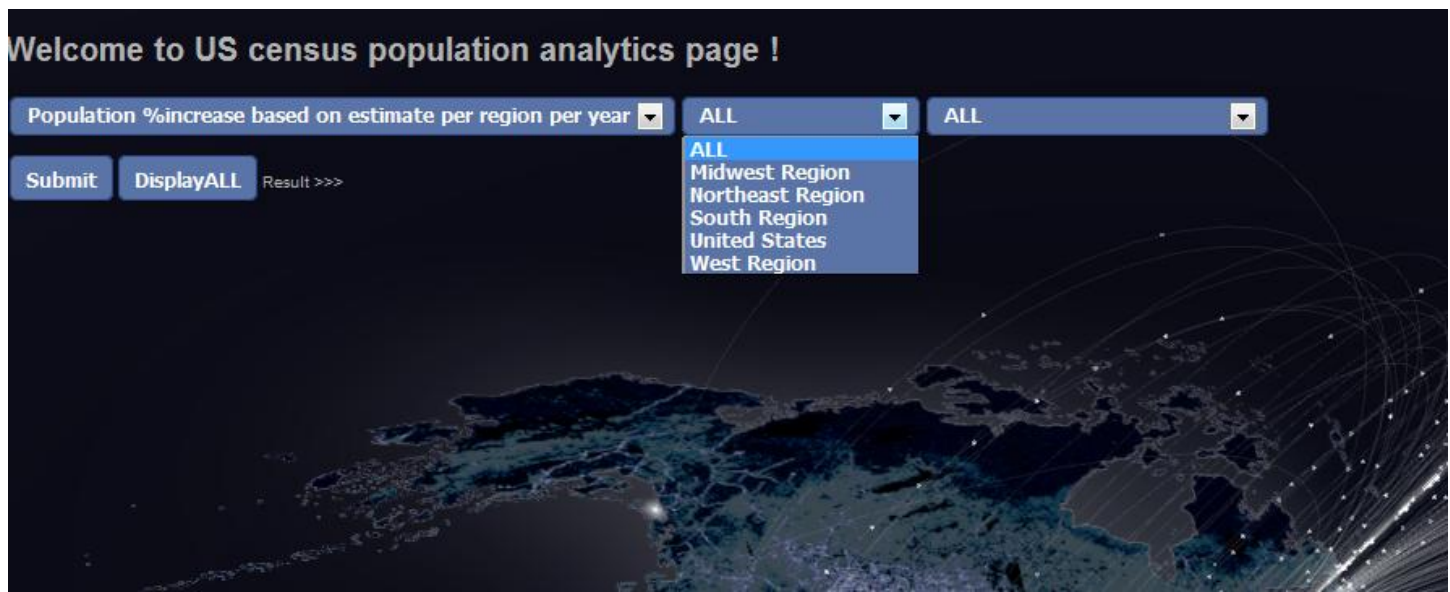 Welcome to US census population analytics page !
Population %increase based on estimate per region per year ALL ALL
ALL
Midwest Region
Northeast Region
South Region
United States
West Region
Submit DisplayALL Result >>>